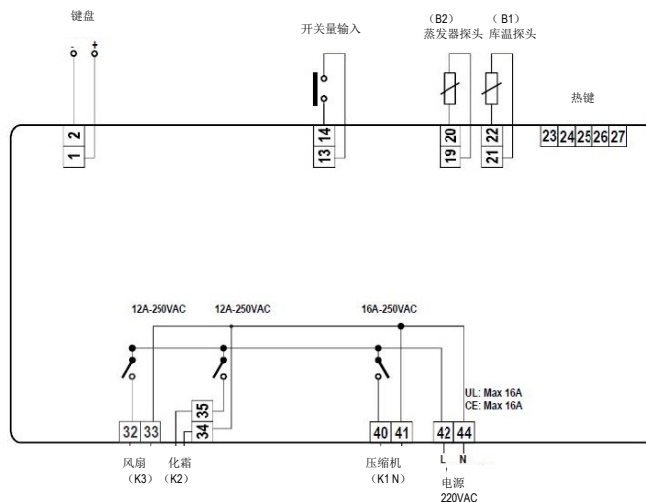 键盘
开关量输入
（B2）
蒸发器探头
（B1）
库温探头
热键
- +
2
1
14
13
20
19
22
21
23 24 25 26 27
12A-250VAC
12A-250VAC
16A-250VAC
UL: Max 16A
CE: Max 16A
35
34
32 33
40 41
42 44
L N
风扇
（K3）
化霜
（K2）
压缩机
（K1 N）
电源
220VAC